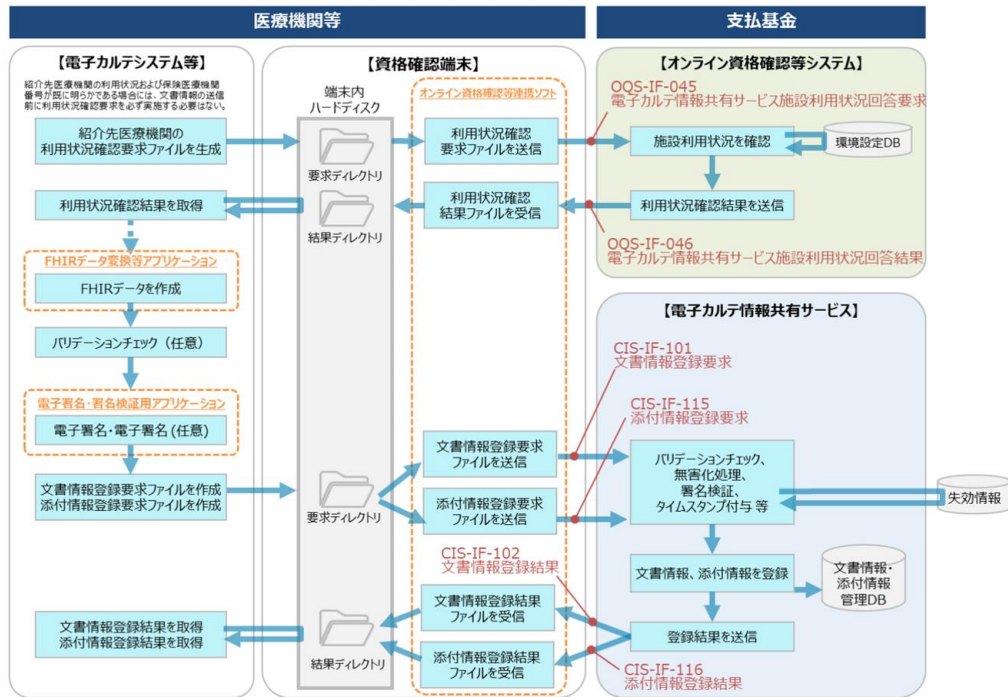 医療機関等
支払基金
【電子カルテシステム等】
紹介先医療機関の利用状況および保険医療機関
番号が既に明らかである場合には、文書情報の送信
前に利用状況確認要求を必ず実施する必要はない。
紹介先医療機関の
利用状況確認要求ファイルを生成
利用状況確認結果を取得
FHIRデータ変換等アプリケーション
FHIRデータを作成
バリデーションチェック（任意）
電子署名・署名検証用アプリケーション
電子署名・電子署名(任意)
文書情報登録要求ファイルを作成
添付情報登録要求ファイルを作成
文書情報登録結果を取得
添付情報登録結果を取得
【資格確認端末】
端末内
ハードディスク
要求ディレクトリ
結果ディレクトリ
要求ディレクトリ
結果ディレクトリ
オンライン資格確認等連携ソフト
利用状況確認
要求ファイルを送信
利用状況確認
結果ファイルを受信
文書情報登録要求
ファイルを送信
添付情報登録要求
ファイルを送信
文書情報登録結果
ファイルを受信
添付情報登録結果
ファイルを受信
【オンライン資格確認等システム】
OQS-IF-045
電子カルテ情報共有サービス施設利用状況回答要求
施設利用状況を確認
環境設定DB
利用状況確認結果を送信
OQS-IF-046
電子カルテ情報共有サービス施設利用状況回答結果
【電子カルテ情報共有サービス】
CIS-IF-101
文書情報登録要求
CIS-IF-115
添付情報登録要求
バリデーションチェック、
無害化処理、
署名検証、
タイムスタンプ付与 等
失効情報
CIS-IF-102
文書情報登録結果
文書情報、添付情報を登録
文書情報・
添付情報
管理DB
登録結果を送信
CIS-IF-116
添付情報登録結果